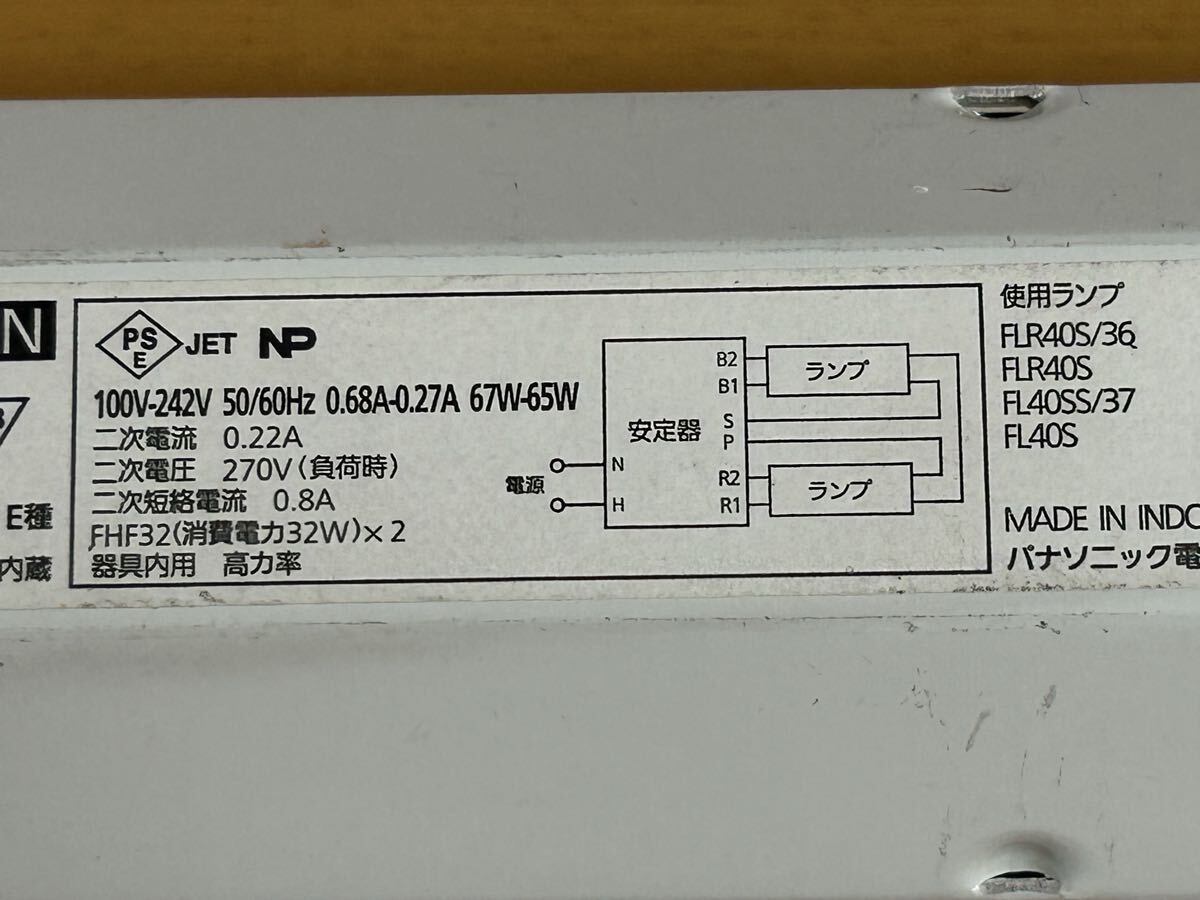 N
E種
内蔵
PS E JET NP
100V-242V 50/60Hz 0.68A-0.27A 67W-65W
二次電流 0.22A
二次電圧 270V(負荷時)
二次短絡電流 0.8A
FHF32(消費電力32W)×2
器具内用 高力率
電源
安定器
N
H
B2
B1
S
P
R2
R1
ランプ
ランプ
使用ランプ
FLR40S/36
FLR40S
FL40SS/37
FL40S
MADE IN INDO
パナソニック電